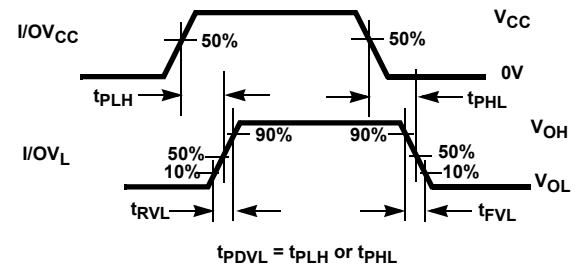 I/OVCC
50%
50%
VCC
0V
tPLH
tPHL
I/OVL
90%
90%
VOH
50%
10%
50%
10%
VOL
tRVL
tFVL
tPDVL = tPLH or tPHL